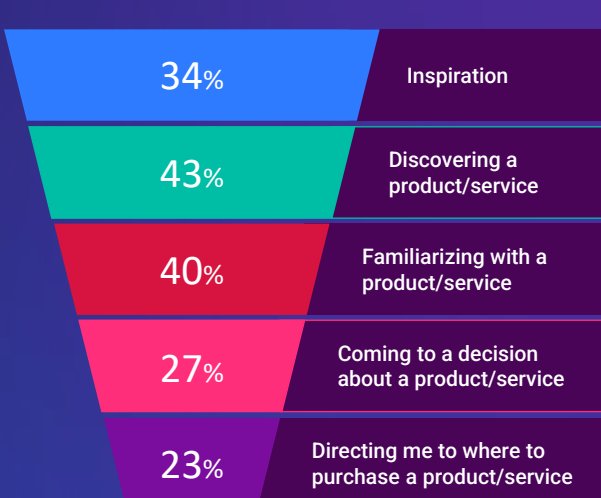 34%
Inspiration
43%
Discovering a
product/service
40%
Familiarizing with a
product/service
27%
Coming to a decision
about a product/service
23%
Directing me to where to
purchase a product/service